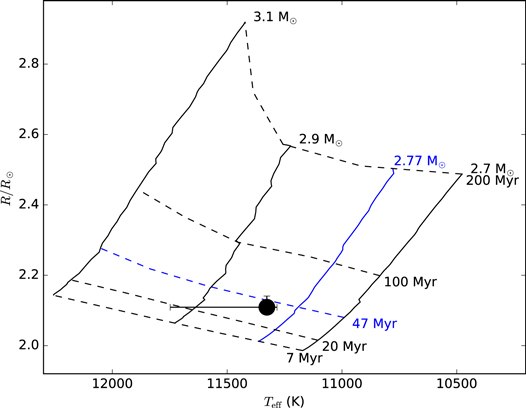 3.1 M☉
2.8
2.6
2.9 M☉
2.77 M☉
2.7 M☉
200 Myr
R/R☉
2.4
2.2
100 Myr
47 Myr
20 Myr
2.0
7 Myr
12000 11500 11000 10500
Teff (K)